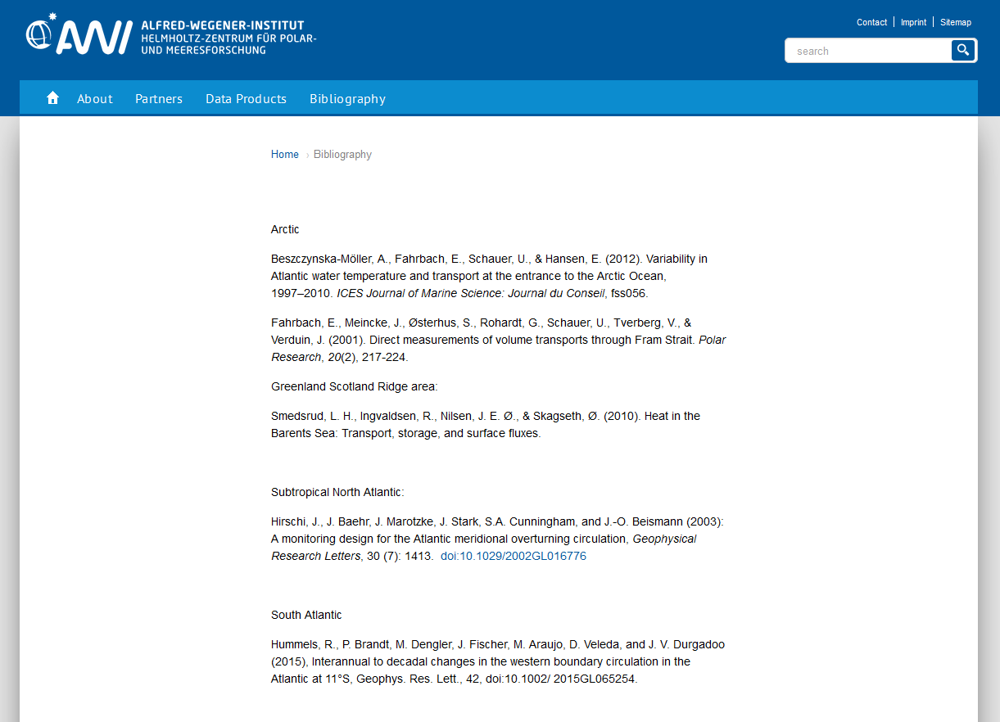 AWI
ALFRED-WEGENER-INSTITUT
HELMHOLTZ-ZENTRUM FÜR POLAR-
UND MEERESFORSCHUNG
Contact | Imprint | Sitemap
search
About Partners Data Products Bibliography
Home › Bibliography
Arctic
Beszczynska-Möller, A., Fahrbach, E., Schauer, U., & Hansen, E. (2012). Variability in
Atlantic water temperature and transport at the entrance to the Arctic Ocean,
1997–2010. ICES Journal of Marine Science: Journal du Conseil, fss056.
Fahrbach, E., Meincke, J., Østerhus, S., Rohardt, G., Schauer, U., Tverberg, V., &
Verduin, J. (2001). Direct measurements of volume transports through Fram Strait. Polar
Research, 20(2), 217-224.
Greenland Scotland Ridge area:
Smedsrud, L. H., Ingvaldsen, R., Nilsen, J. E. Ø., & Skagseth, Ø. (2010). Heat in the
Barents Sea: Transport, storage, and surface fluxes.
Subtropical North Atlantic:
Hirschi, J., J. Baehr, J. Marotzke, J. Stark, S.A. Cunningham, and J.-O. Beismann (2003):
A monitoring design for the Atlantic meridional overturning circulation, Geophysical
Research Letters, 30 (7): 1413. doi:10.1029/2002GL016776
South Atlantic
Hummels, R., P. Brandt, M. Dengler, J. Fischer, M. Araujo, D. Veleda, and J. V. Durgadoo
(2015), Interannual to decadal changes in the western boundary circulation in the
Atlantic at 11°S, Geophys. Res. Lett., 42, doi:10.1002/ 2015GL065254.